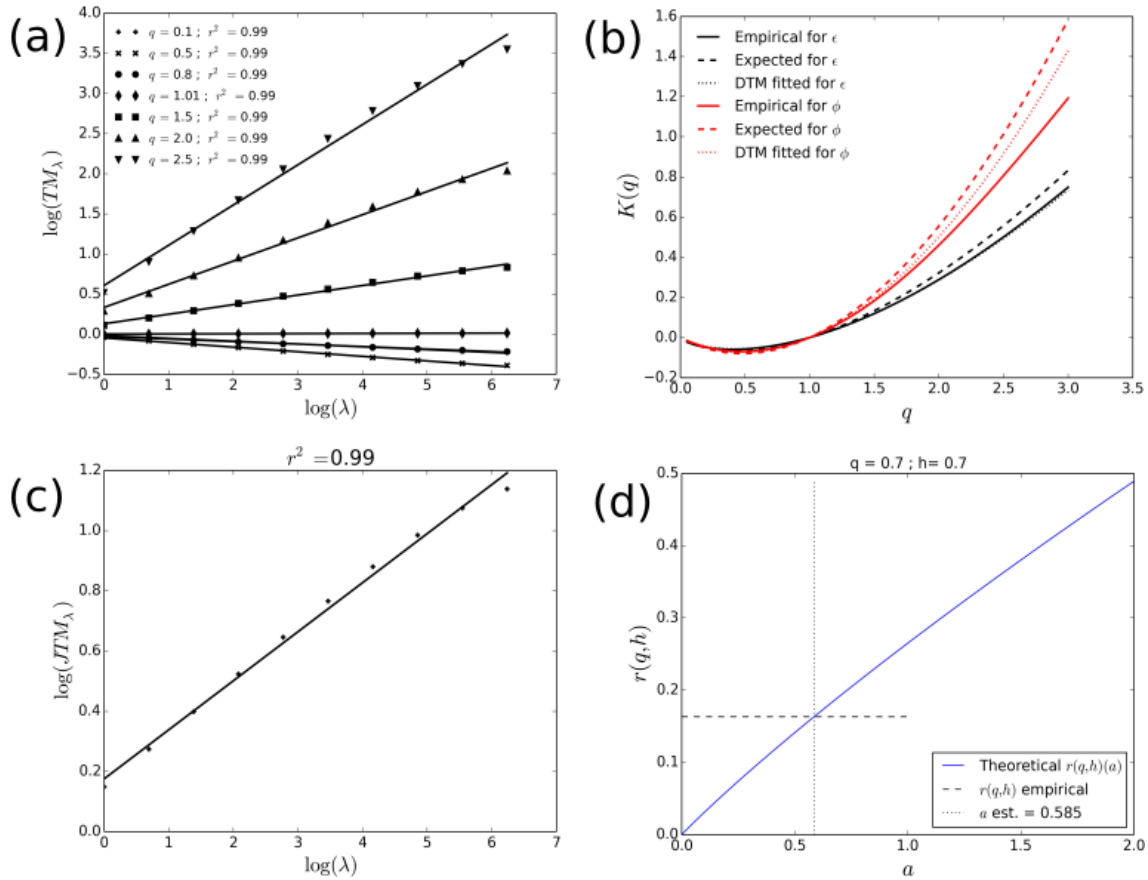 (a)
q = 0.1 ; r² = 0.99
q = 0.5 ; r² = 0.99
q = 0.8 ; r² = 0.99
q = 1.01 ; r² = 0.99
q = 1.5 ; r² = 0.99
q = 2.0 ; r² = 0.99
q = 2.5 ; r² = 0.99
log(TM_λ)
4.0
3.5
3.0
2.5
2.0
1.5
1.0
0.5
0.0
−0.5
0 1 2 3 4 5 6 7
log(λ)
(b)
Empirical for ϵ
Expected for ϵ
DTM fitted for ϵ
Empirical for ϕ
Expected for ϕ
DTM fitted for ϕ
K(q)
1.6
1.4
1.2
1.0
0.8
0.6
0.4
0.2
0.0
−0.2
0.0 0.5 1.0 1.5 2.0 2.5 3.0 3.5
q
(c)
r² =0.99
log(JTM_λ)
1.2
1.0
0.8
0.6
0.4
0.2
0.0
0 1 2 3 4 5 6 7
log(λ)
(d)
q = 0.7 ; h= 0.7
r(q,h)
0.5
0.4
0.3
0.2
0.1
0.0
0.0 0.5 1.0 1.5 2.0
a
Theoretical r(q,h)(a)
r(q,h) empirical
a est. = 0.585